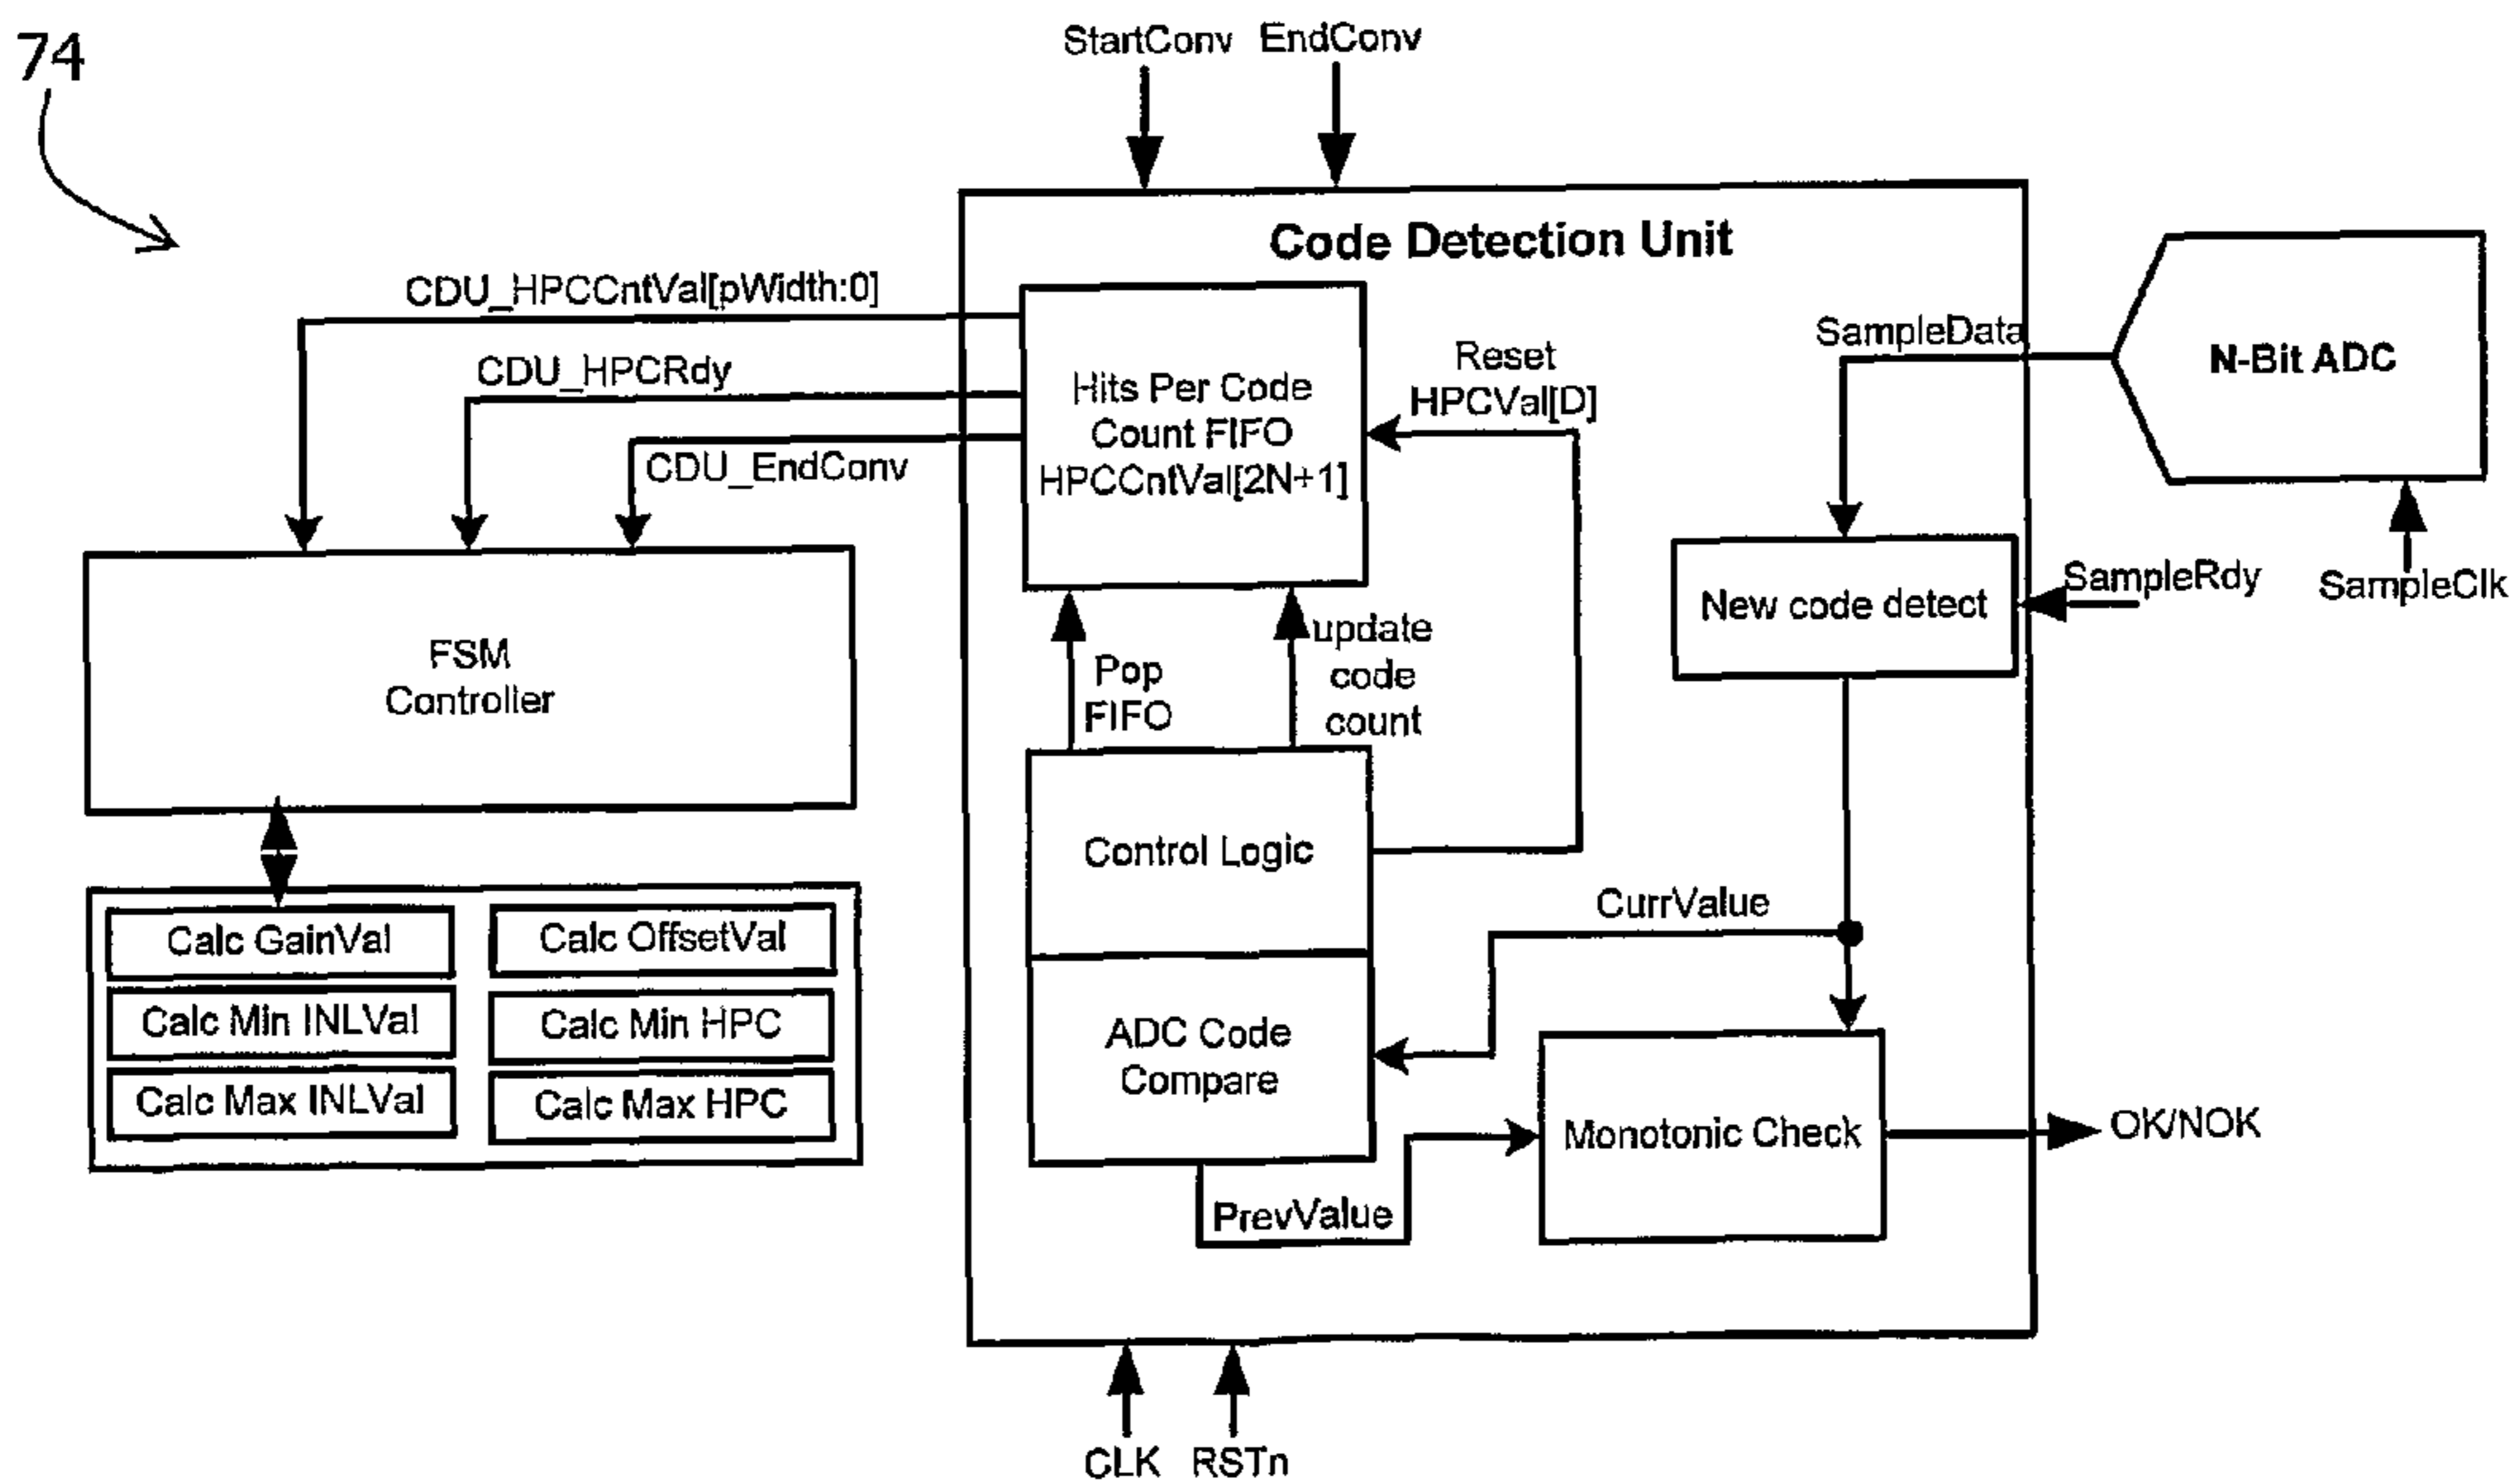 74
StartConv
EndConv
Code Detection Unit
CDU_HPCCntVal[pWidth:0]
CDU_HPCRdy
CDU_EndConv
Hits Per Code
Count FIFO
HPCCntVal[2N+1]
Reset
HPCVal[D]
SampleData
N-Bit ADC
SampleRdy
SampleClk
New code detect
FSM
Controller
Pop
FIFO
update
code
count
Control Logic
CurrValue
ADC Code
Compare
Monotonic Check
OK/NOK
PrevValue
Calc GainVal
Calc OffsetVal
Calc Min INLVal
Calc Min HPC
Calc Max INLVal
Calc Max HPC
CLK
RSTn